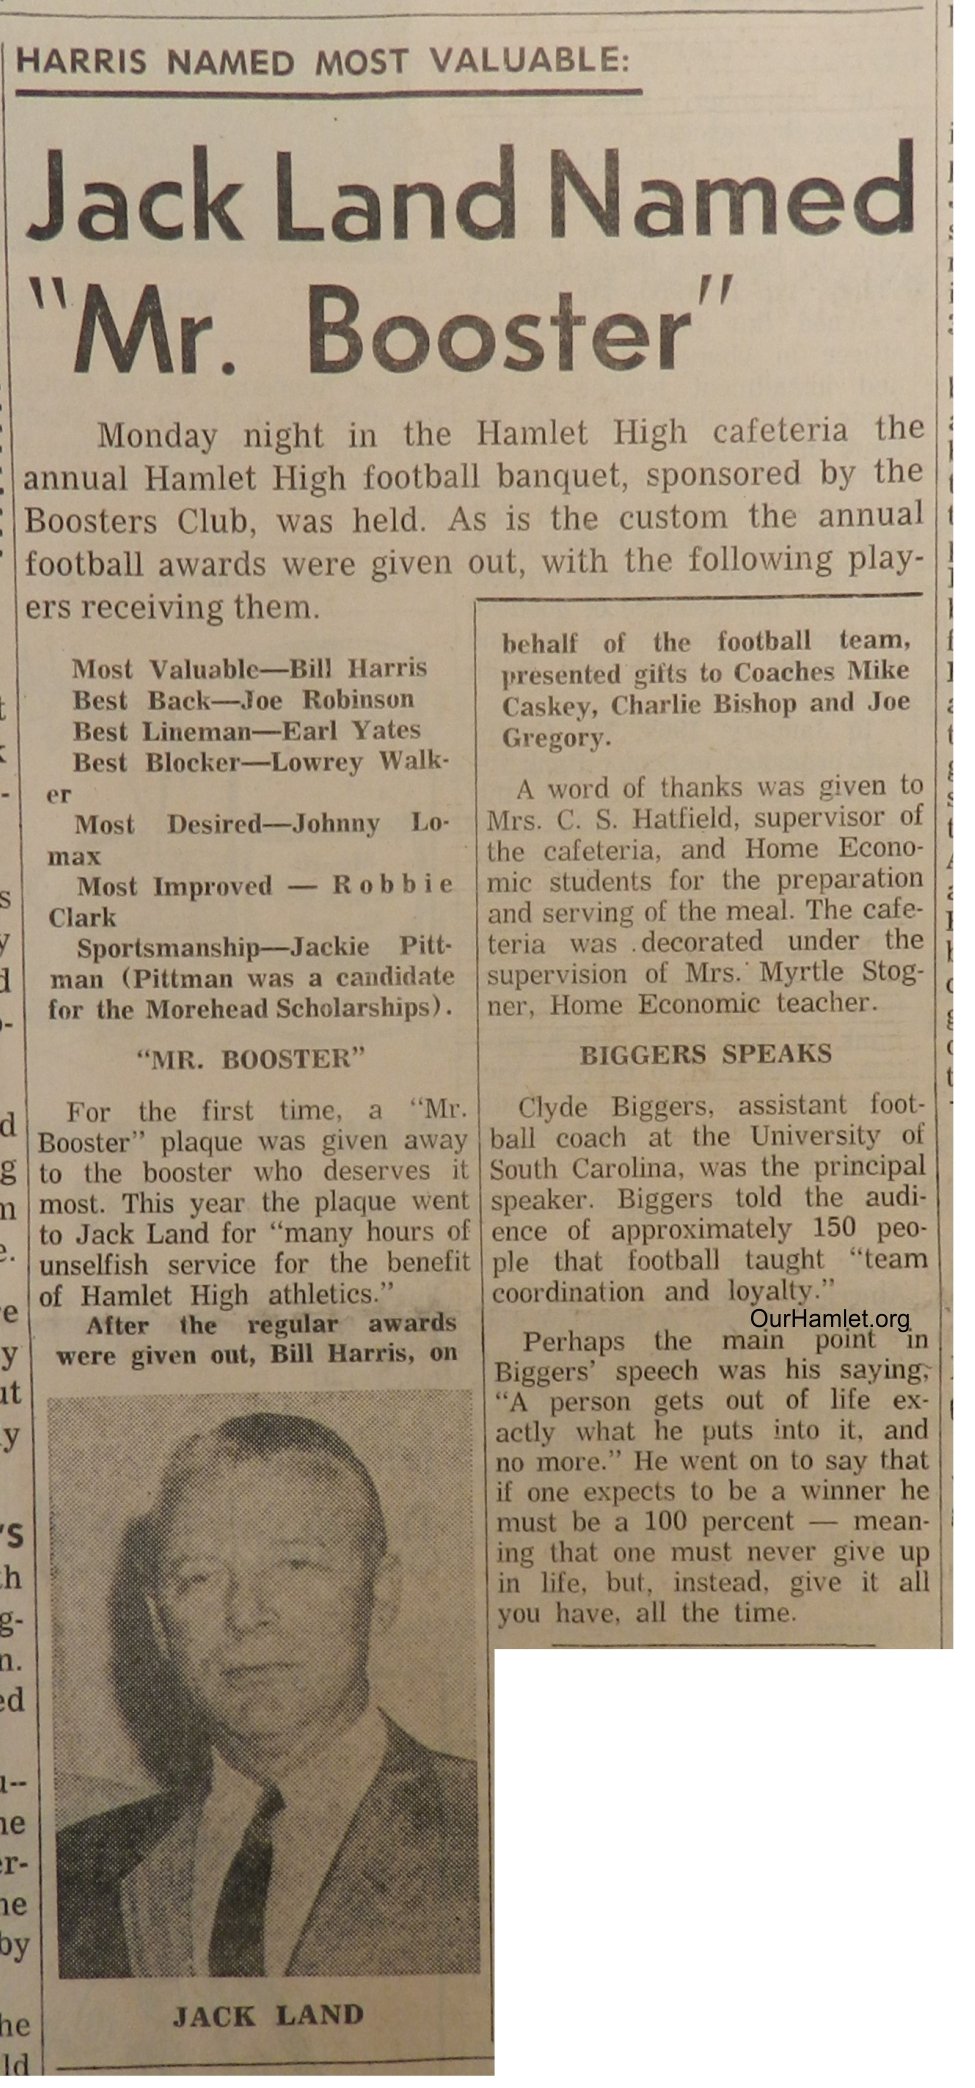 HARRIS NAMED MOST VALUABLE:
Jack Land Named
"Mr. Booster"
Monday night in the Hamlet High cafeteria the
annual Hamlet High football banquet, sponsored by the
Boosters Club, was held. As is the custom the annual
football awards were given out, with the following play-
ers receiving them.
Most Valuable—Bill Harris
Best Back—Joe Robinson
Best Lineman—Earl Yates
Best Blocker—Lowrey Walk-
er
Most Desired—Johnny Lo-
max
Most Improved — Robbie
Clark
Sportsmanship—Jackie Pitt-
man (Pittman was a candidate
for the Morehead Scholarships).
"MR. BOOSTER"
For the first time, a "Mr.
Booster" plaque was given away
to the booster who deserves it
most. This year the plaque went
to Jack Land for "many hours of
unselfish service for the benefit
of Hamlet High athletics."
After the regular awards
were given out, Bill Harris, on
behalf of the football team,
presented gifts to Coaches Mike
Caskey, Charlie Bishop and Joe
Gregory.
A word of thanks was given to
Mrs. C. S. Hatfield, supervisor of
the cafeteria, and Home Econo-
mic students for the preparation
and serving of the meal. The cafe-
teria was decorated under the
supervision of Mrs. Myrtle Stog-
ner, Home Economic teacher.
BIGGERS SPEAKS
Clyde Biggers, assistant foot-
ball coach at the University of
South Carolina, was the principal
speaker. Biggers told the audi-
ence of approximately 150 peo-
ple that football taught "team
coordination and loyalty."
OurHamlet.org
Perhaps the main point in
Biggers' speech was his saying,
"A person gets out of life ex-
actly what he puts into it, and
no more." He went on to say that
if one expects to be a winner he
must be a 100 percent — mean-
ing that one must never give up
in life, but, instead, give it all
you have, all the time.
JACK LAND